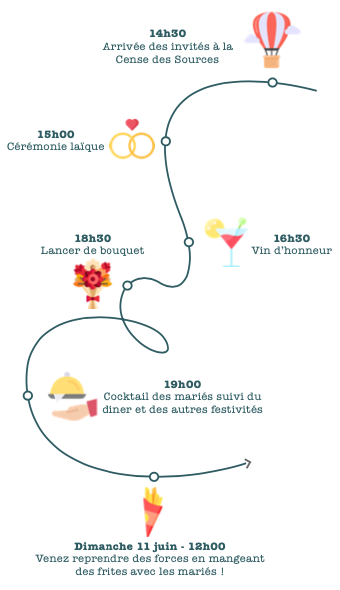 14h30
Arrivée des invités à la
Cense des Sources
15h00
Cérémonie laïque
16h30
Vin d'honneur
18h30
Lancer de bouquet
19h00
Cocktail des mariés suivi du
diner et des autres festivités
Dimanche 11 juin - 12h00
Venez reprendre des forces en mangeant
des frites avec les mariés !